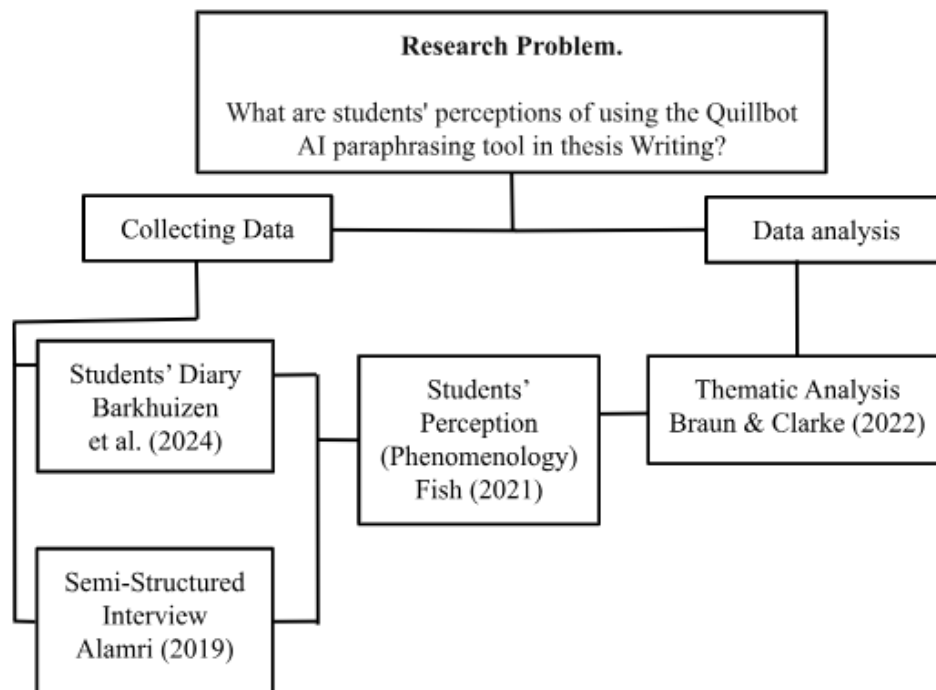 Research Problem.
What are students' perceptions of using the Quillbot
AI paraphrasing tool in thesis Writing?
Collecting Data
Data analysis
Students’ Diary
Barkhuizen
et al. (2024)
Students’
Perception
(Phenomenology)
Fish (2021)
Thematic Analysis
Braun & Clarke (2022)
Semi-Structured
Interview
Alamri (2019)